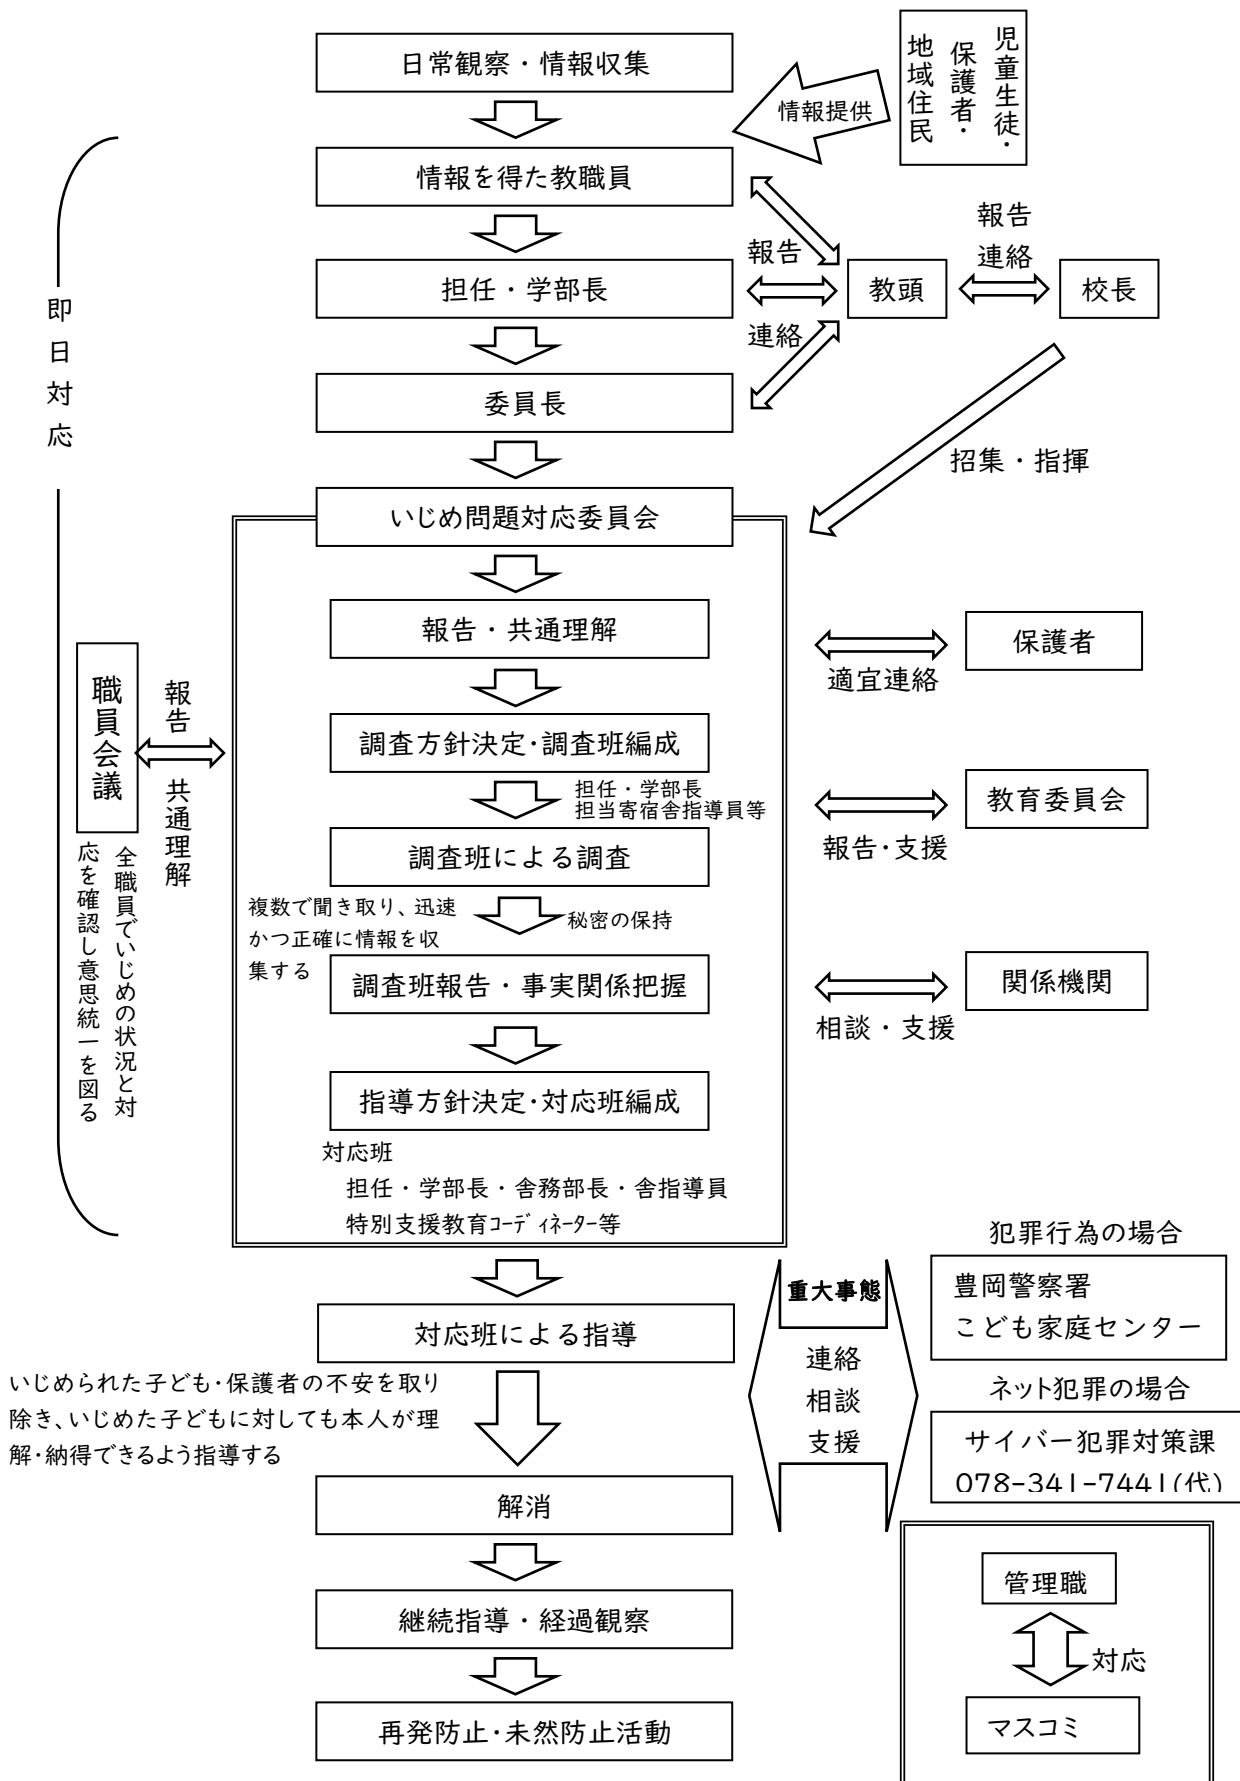 日常観察・情報収集
情報提供
児童生徒・
保護者・
地域住民
情報を得た教職員
報告
連絡
担任・学部長
教頭
報告
連絡
校長
即日対応
委員長
招集・指揮
いじめ問題対応委員会
報告・共通理解
保護者
適宜連絡
職員会議
報告
共通理解
全職員でいじめの状況と対
応を確認し意思統一を図る
調査方針決定・調査班編成
担任・学部長
担当寄宿舎指導員等
教育委員会
報告・支援
調査班による調査
複数で聞き取り、迅速
かつ正確に情報を収
集する
秘密の保持
調査班報告・事実関係把握
関係機関
相談・支援
指導方針決定・対応班編成
対応班
担任・学部長・舎務部長・舎指導員
特別支援教育ｺｰﾃﾞｨﾈｰﾀｰ等
犯罪行為の場合
重大事態
豊岡警察署
こども家庭センター
対応班による指導
連絡
相談
支援
いじめられた子ども・保護者の不安を取り
除き、いじめた子どもに対しても本人が理
解・納得できるよう指導する
ネット犯罪の場合
サイバー犯罪対策課
078-341-7441(代)
解消
継続指導・経過観察
再発防止・未然防止活動
管理職
対応
マスコミ